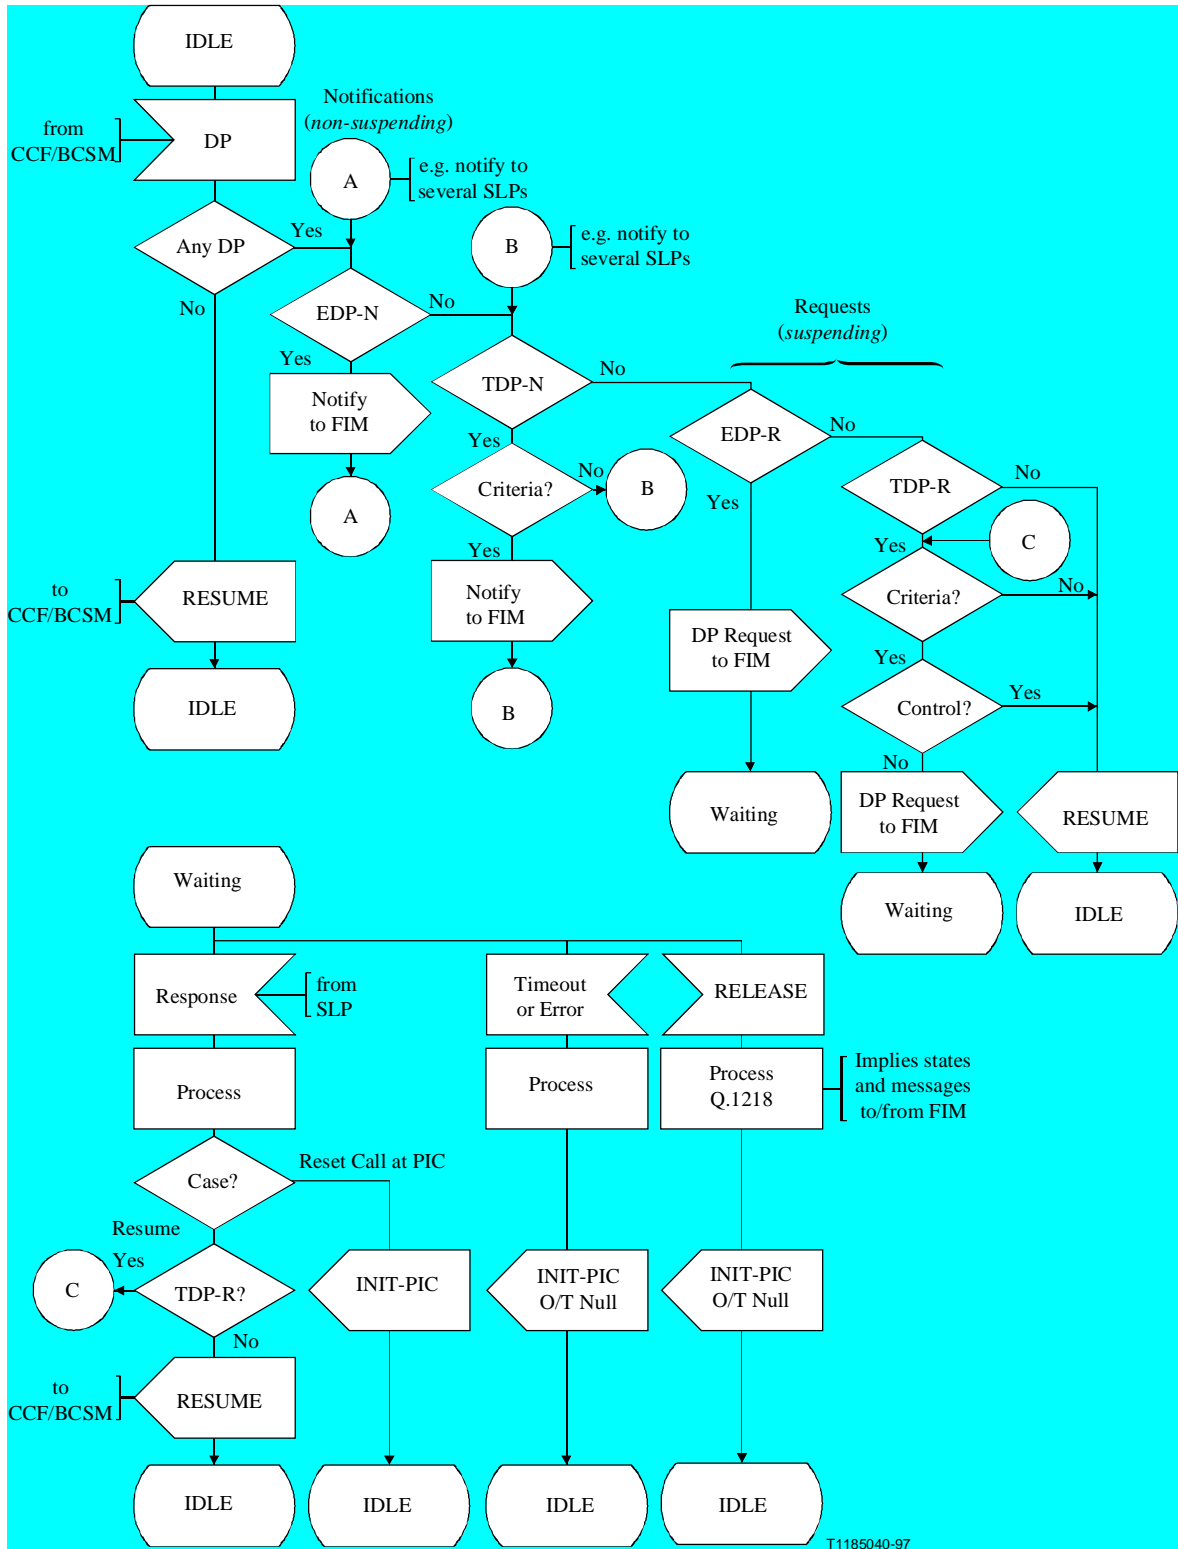 IDLE
from
CCF/BCSM
DP
Notifications
(non-suspending)
A
e.g. notify to
several SLPs
Any DP
Yes
No
B
e.g. notify to
several SLPs
EDP-N
No
Yes
Requests
(suspending)
TDP-N
No
Yes
Notify
to FIM
EDP-R
No
Yes
A
Criteria?
No
B
Yes
TDP-R
No
Yes
C
to
CCF/BCSM
RESUME
Notify
to FIM
Criteria?
No
Yes
DP Request
to FIM
IDLE
B
Control?
Yes
No
Waiting
DP Request
to FIM
RESUME
Waiting
Waiting
IDLE
Response
from
SLP
Timeout
or Error
RELEASE
Process
Process
Process
Q.1218
Implies states
and messages
to/from FIM
Case?
Reset Call at PIC
Resume
Yes
C
TDP-R?
No
INIT-PIC
INIT-PIC
O/T Null
INIT-PIC
O/T Null
to
CCF/BCSM
RESUME
IDLE
IDLE
IDLE
IDLE
T1185040-97